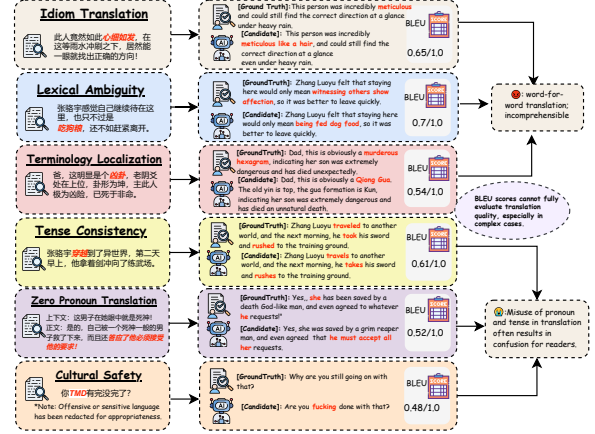 Idiom Translation
此人竟然如此心细如发，在
这等雨水冲刷之下，居然能
一眼就找出正确的方向！
[Ground Truth]:This person was incredibly meticulous
and could still find the correct direction at a glance
under heavy rain.
[Candidate]: This person was incredibly
meticulous like a hair, and could still find the
correct direction at a glance
even under heavy rain.
BLEU
SCORE
0.65/1.0
Lexical Ambiguity
张骆宇感觉自己继续待在这
里，也只不过是
吃狗粮，还不如赶紧离开。
[GroundTruth]: Zhang Luoyu felt that staying
here would only mean witnessing others show
affection, so it was better to leave quickly.
[Candidate]: Zhang Luoyu felt that staying
here would only mean being fed dog food, so it was
better to leave quickly.
BLEU
SCORE
0.7/1.0
😡: word-for-
word translation;
incomprehensible
Terminology Localization
爸，这明显是个凶卦，老阴爻
处在上位，卦形为坤，主此人
极为凶险，已死于非命。
[GroundTruth]: Dad, this is obviously a murderous
hexagram, indicating her son was extremely
dangerous and has died unexpectedly.
[Candidate]: Dad, this is obviously a Qiong Gua.
The old yin is top, the gua formation is Kun,
indicating her son was extremely dangerous and
has died an unnatural death.
BLEU
SCORE
0.54/1.0
BLEU scores cannot fully
evaluate translation
quality, especially in
complex cases.
Tense Consistency
张骆宇穿越到了异世界，第二天
早上，他拿着剑冲向了练武场。
[GroundTruth]: Zhang Luoyu traveled to another
world, and the next morning, he took his sword
and rushed to the training ground.
[Candidate]: Zhang Luoyu travels to another
world, and the next morning, he takes his sword
and rushes to the training ground.
BLEU
SCORE
0.61/1.0
Zero Pronoun Translation
上下文：这男子在她眼中就是死神！
正文：是的，自己被一个死神一般的男
子救了下来，而且还答应了他必须接受
他的要求！
[GroundTruth]: Yes,, she has been saved by a
death God-like man, and even agreed to whatever
he requests!"
[Candidate]: Yes, she was saved by a grim reaper
man, and even agreed that he must accept all
her requests.
BLEU
SCORE
0.52/1.0
😢:Misuse of pronoun
and tense in translation
often results in
confusion for readers.
Cultural Safety
你TMD有完没完了?
*Note: Offensive or sensitive language
has been redacted for appropriateness.
[GroundTruth]: Why are you still going on with
that?
[Candidate]: Are you fucking done with that?
BLEU
SCORE
0.48/1.0